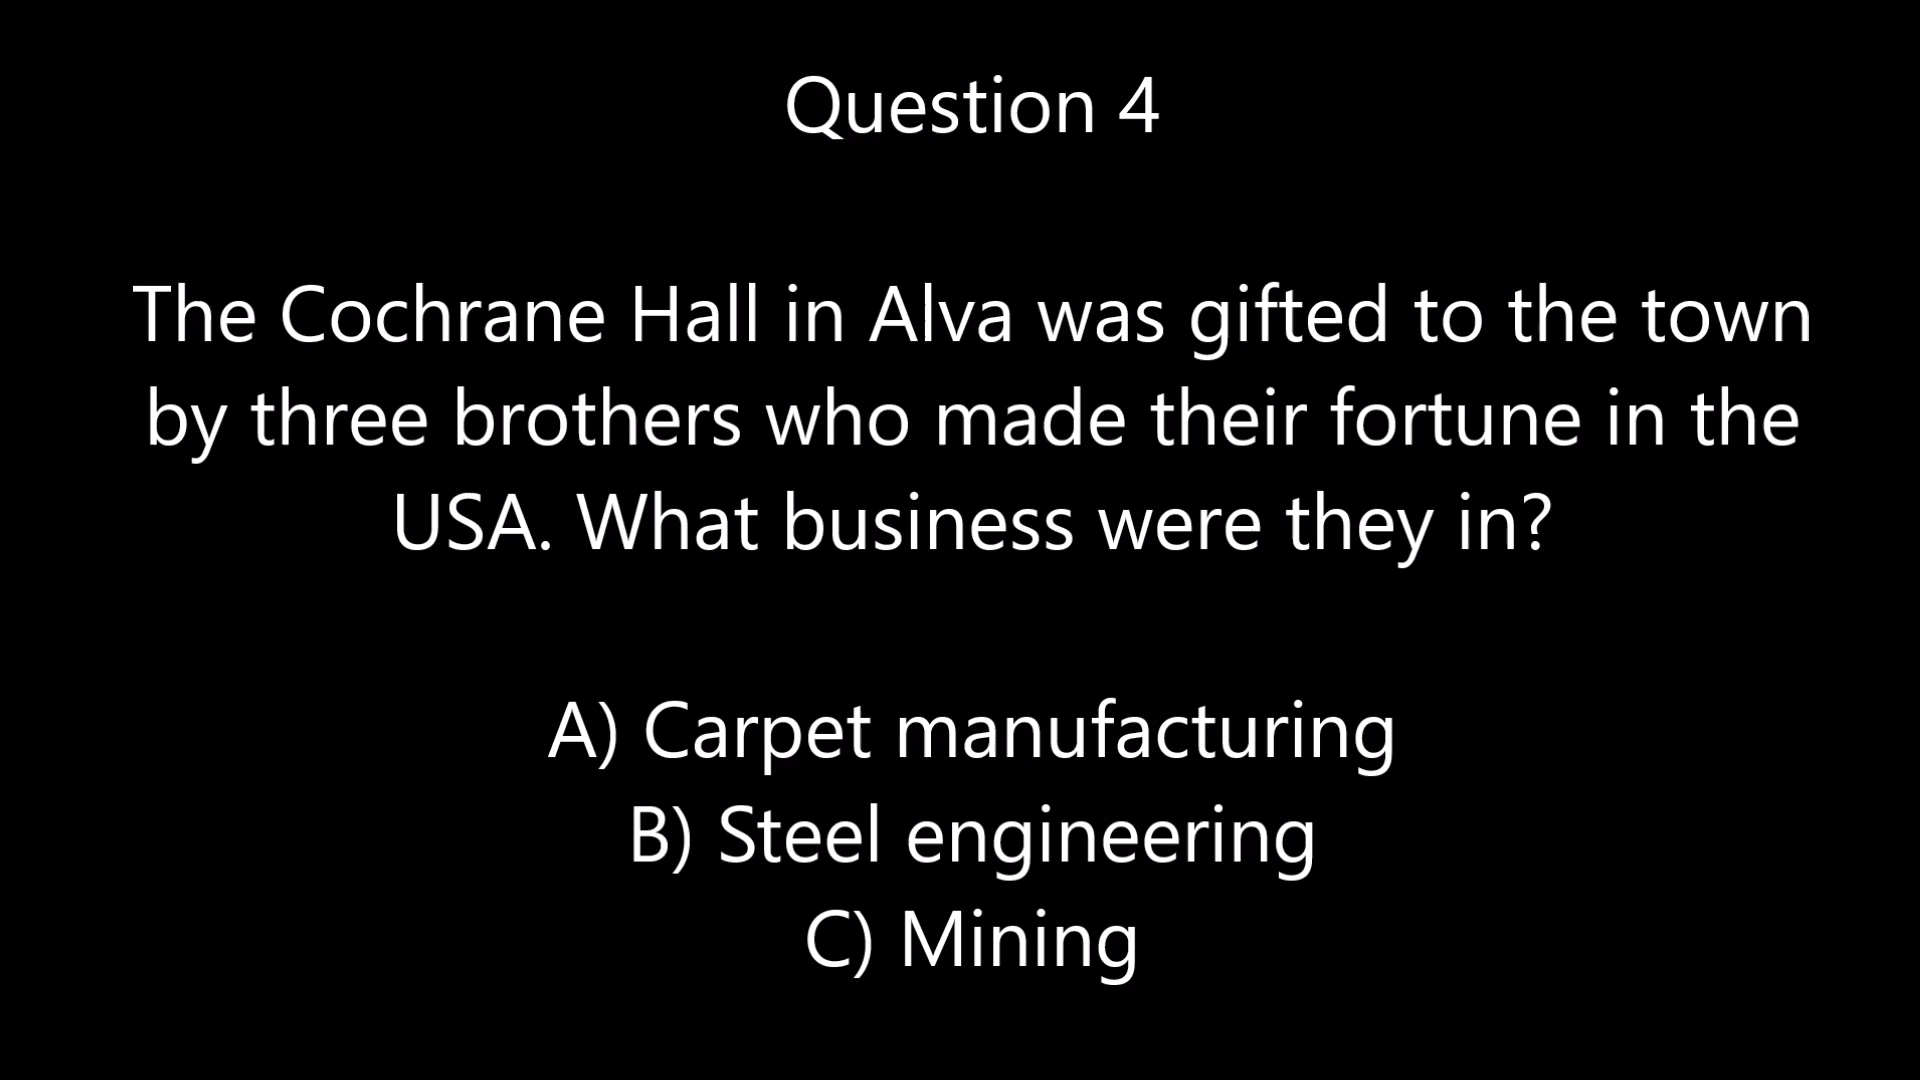 Question 4
The Cochrane Hall in Alva was gifted to the town
by three brothers who made their fortune in the
USA. What business were they in?
A) Carpet manufacturing
B) Steel engineering
C) Mining